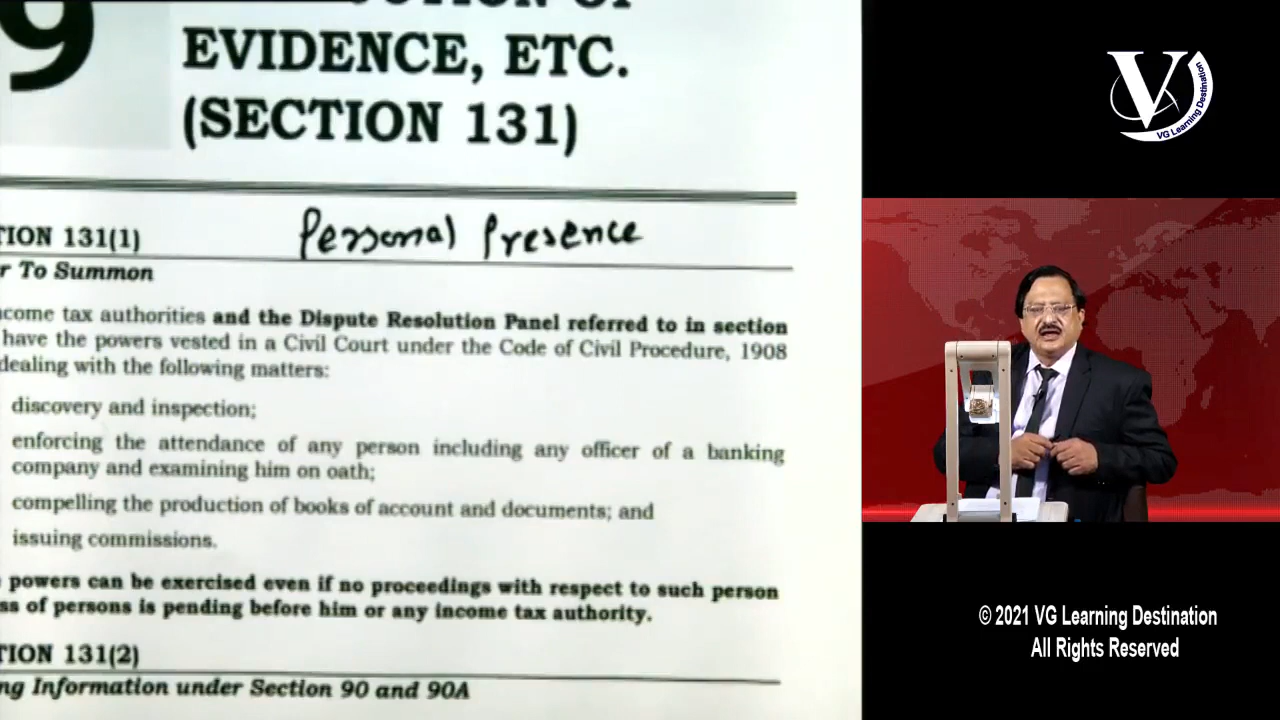 9
EVIDENCE, ETC.
(SECTION 131)
TION 131(1)
Personal Presence
r To Summon
come tax authorities and the Dispute Resolution Panel referred to in section
have the powers vested in a Civil Court under the Code of Civil Procedure, 1908
dealing with the following matters:
discovery and inspection;
enforcing the attendance of any person including any officer of a banking
company and examining him on oath;
compelling the production of books of account and documents; and
issuing commissions.
powers can be exercised even if no proceedings with respect to such person
ss of persons is pending before him or any income tax authority.
TION 131(2)
ng Information under Section 90 and 90A
V
VG Learning Destination
© 2021 VG Learning Destination
All Rights Reserved